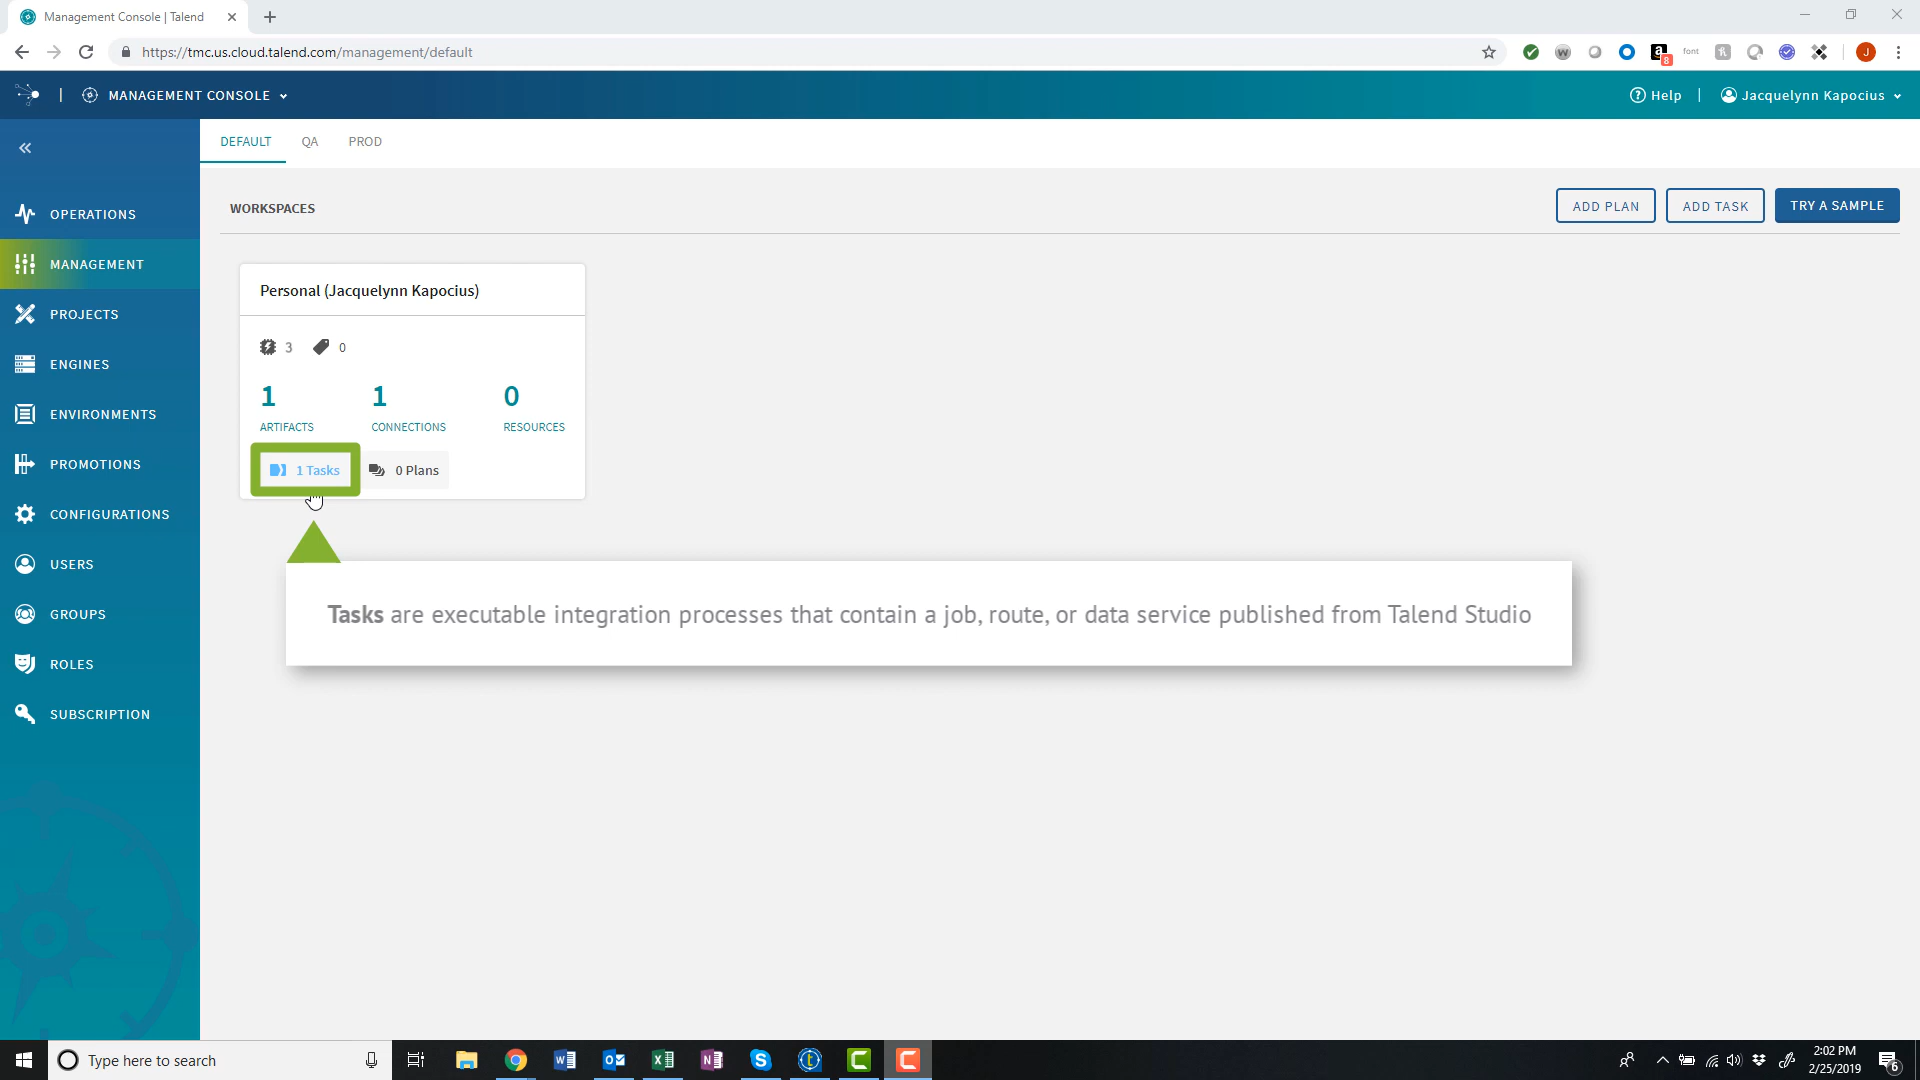 Management Console | Talend
https://tmc.us.cloud.talend.com/management/default
font
8
J
MANAGEMENT CONSOLE
Help
Jacquelynn Kapocius
DEFAULT
QA
PROD
OPERATIONS
MANAGEMENT
PROJECTS
ENGINES
ENVIRONMENTS
PROMOTIONS
CONFIGURATIONS
USERS
GROUPS
ROLES
SUBSCRIPTION
WORKSPACES
ADD PLAN
ADD TASK
TRY A SAMPLE
Personal (Jacquelynn Kapocius)
3
0
1
ARTIFACTS
1
CONNECTIONS
0
RESOURCES
1 Tasks
0 Plans
Tasks are executable integration processes that contain a job, route, or data service published from Talend Studio
Type here to search
2:02 PM
2/25/2019
6